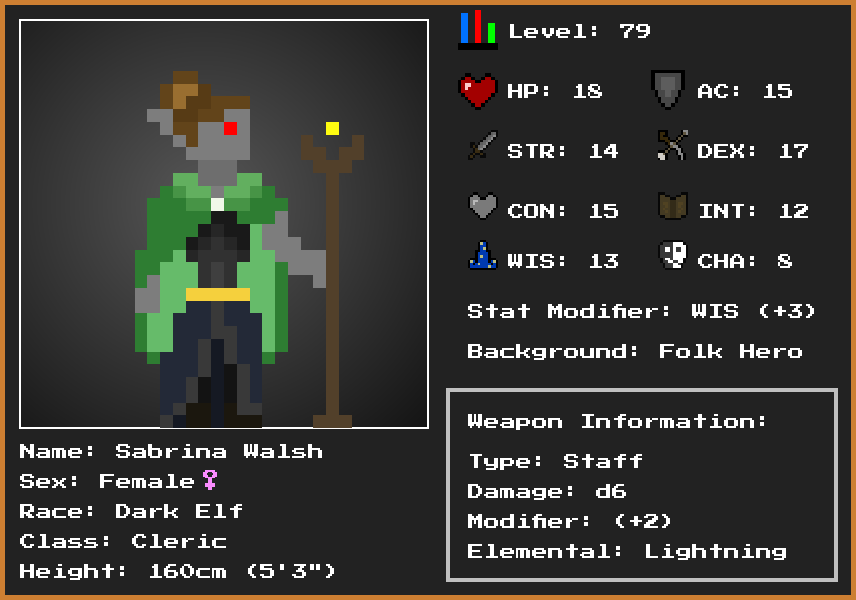 Level: 79
HP: 18 AC: 15
STR: 14 DEX: 17
CON: 15 INT: 12
WIS: 13 CHA: 8
Stat Modifier: WIS (+3)
Background: Folk Hero
Weapon Information:
Type: Staff
Damage: d6
Modifier: (+2)
Elemental: Lightning
Name: Sabrina Walsh
Sex: Female♀
Race: Dark Elf
Class: Cleric
Height: 160cm (5'3")